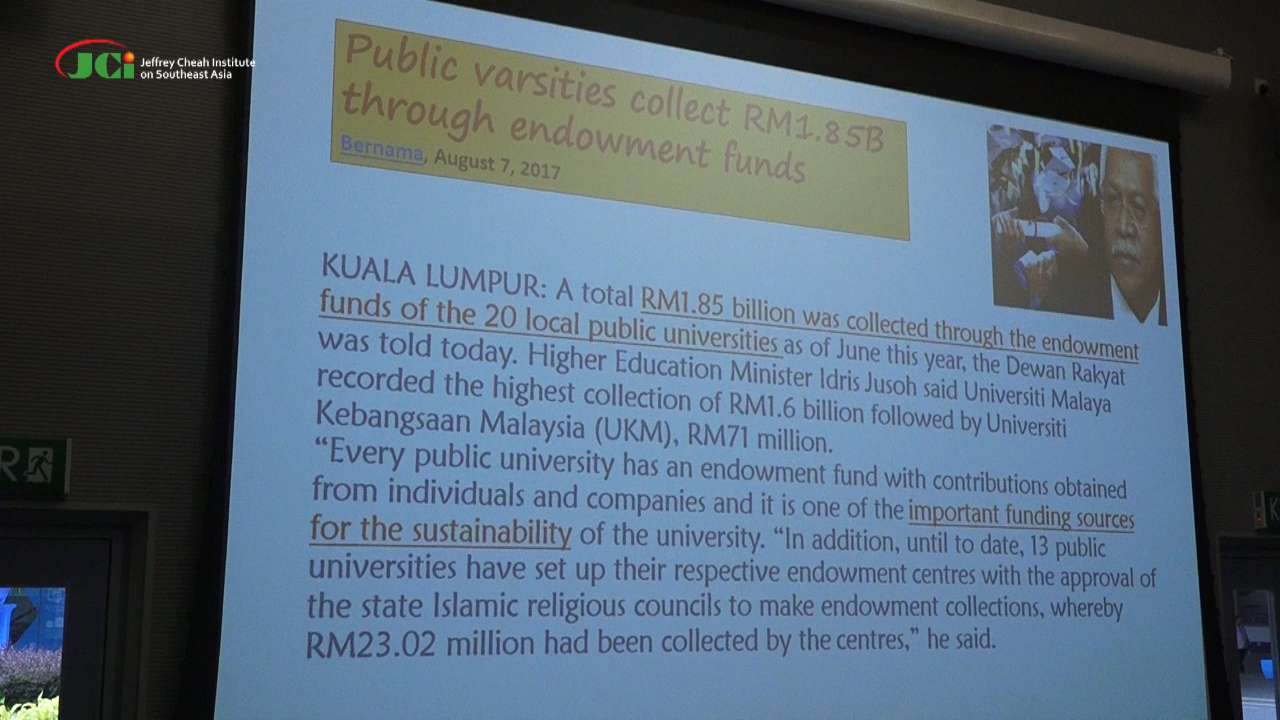 JCi Jeffrey Cheah Institute
on Southeast Asia
Public varsities collect RM1.85B
through endowment funds
Bernama, August 7, 2017
KUALA LUMPUR: A total RM1.85 billion was collected through the endowment
funds of the 20 local public universities as of June this year, the Dewan Rakyat
was told today. Higher Education Minister Idris Jusoh said Universiti Malaya
recorded the highest collection of RM1.6 billion followed by Universiti
Kebangsaan Malaysia (UKM), RM71 million.
“Every public university has an endowment fund with contributions obtained
from individuals and companies and it is one of the important funding sources
for the sustainability of the university. “In addition, until to date, 13 public
universities have set up their respective endowment centres with the approval of
the state Islamic religious councils to make endowment collections, whereby
RM23.02 million had been collected by the centres,” he said.
R